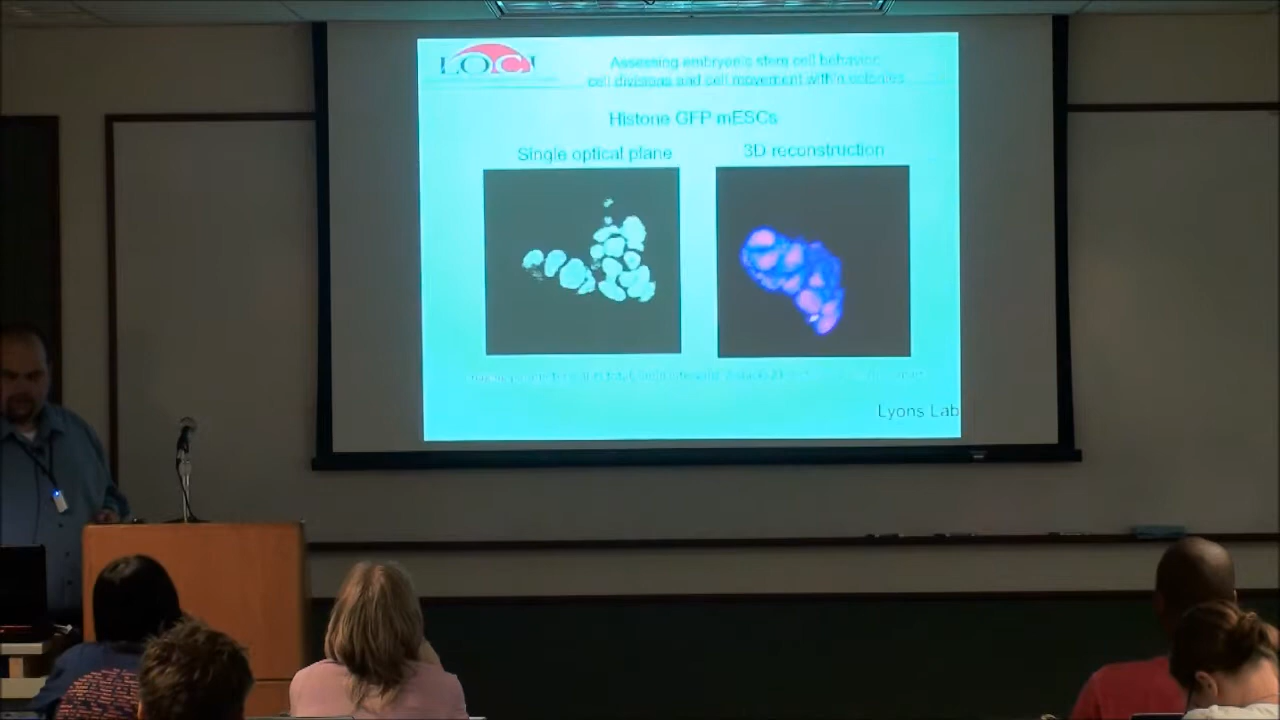 LOCI
Assessing embryonic stem cell behavior,
cell divisions and cell movement within colonies
Histone GFP mESCs
Single optical plane
3D reconstruction
Lyons Lab